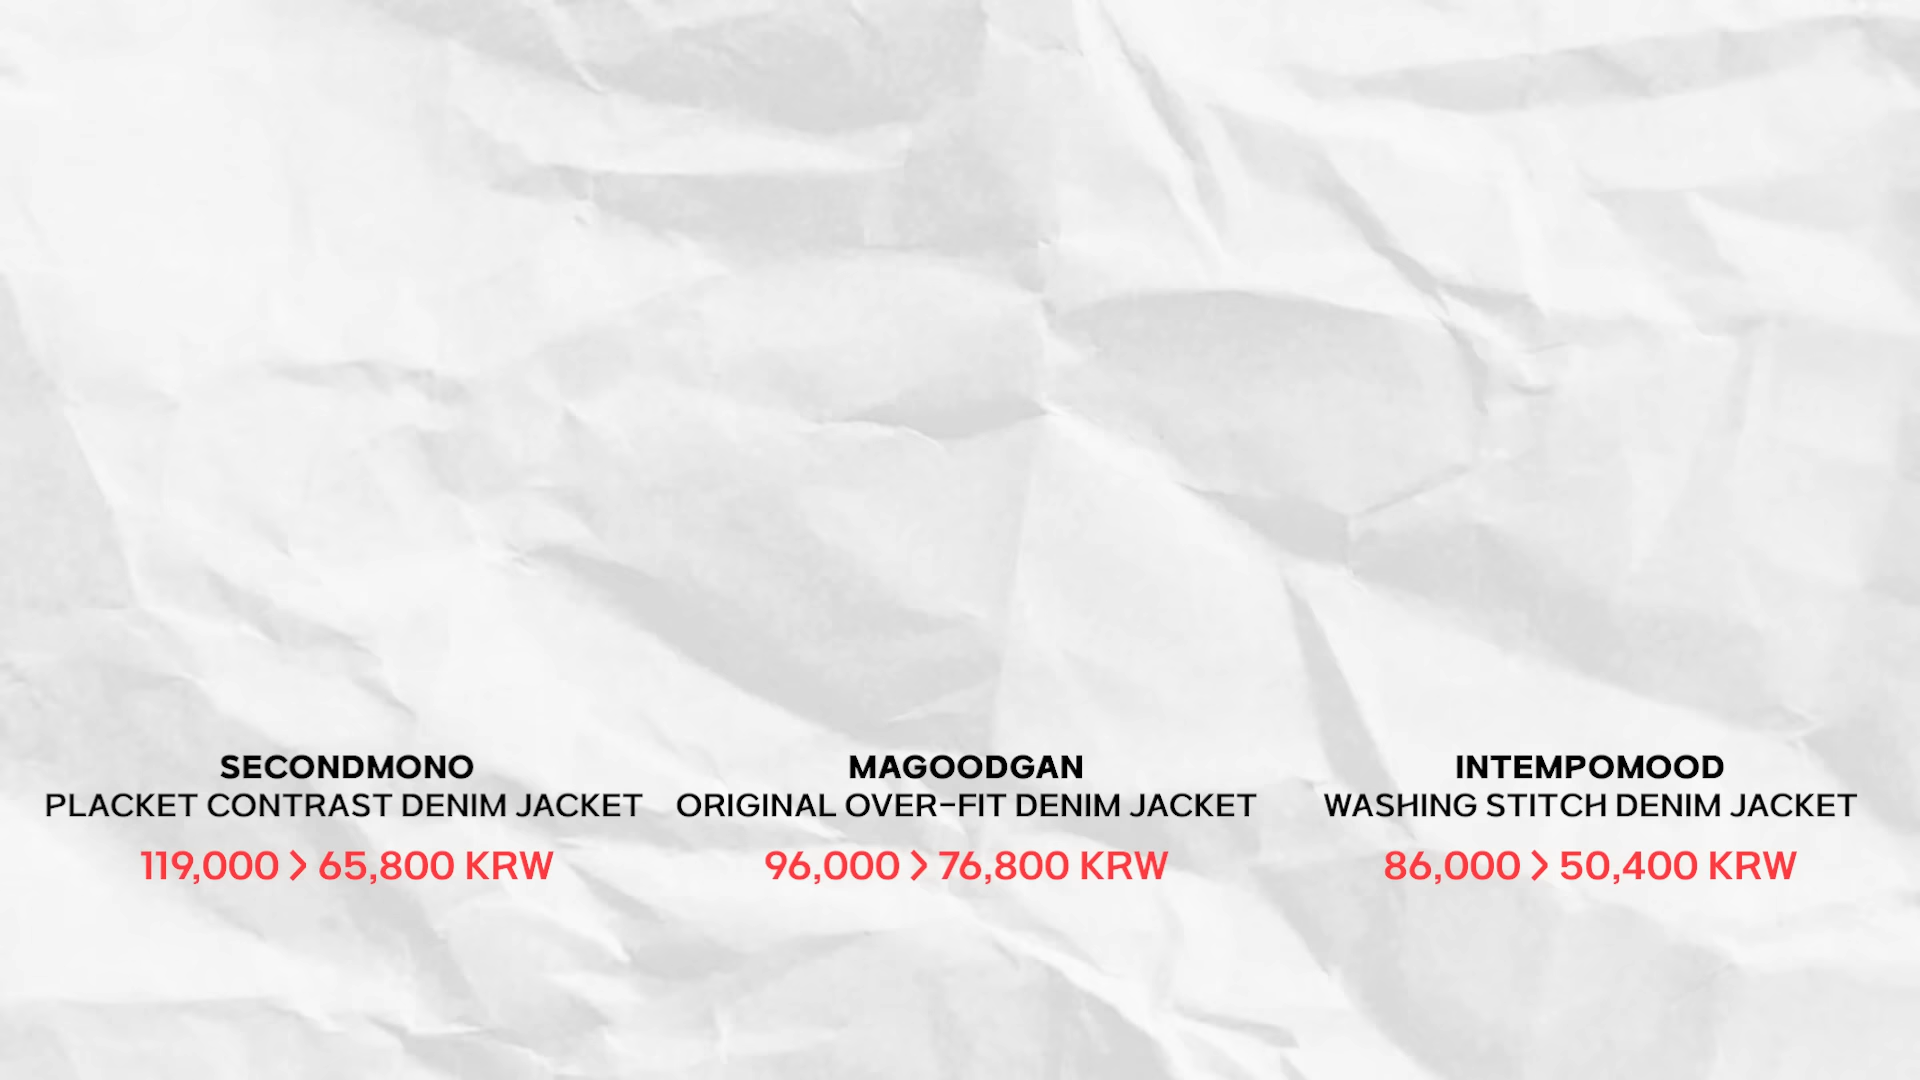 SECONDMONO
PLACKET CONTRAST DENIM JACKET
119,000 > 65,800 KRW
MAGOODGAN
ORIGINAL OVER-FIT DENIM JACKET
96,000 > 76,800 KRW
INTEMPOMOOD
WASHING STITCH DENIM JACKET
86,000 > 50,400 KRW